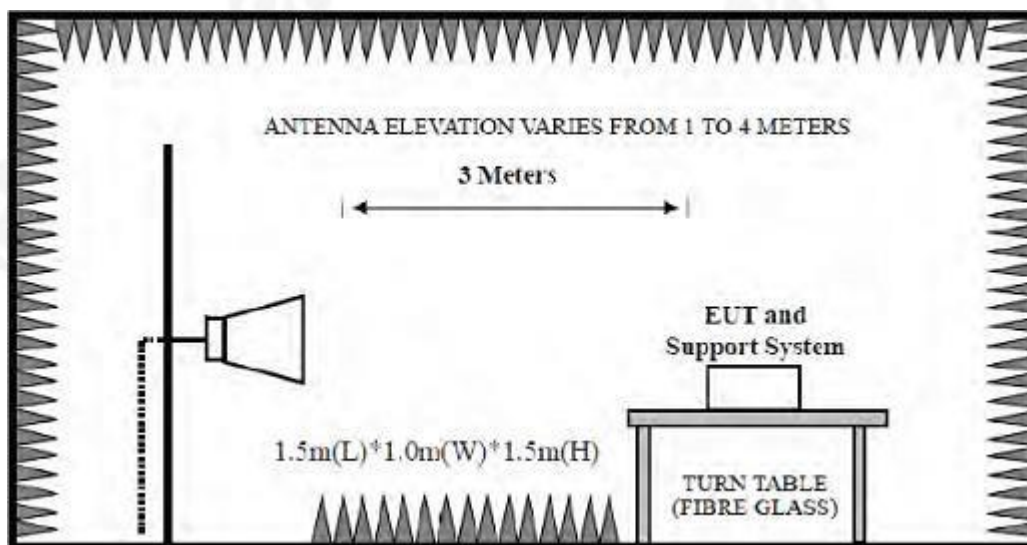 ANTENNA ELEVATION VARIES FROM 1 TO 4 METERS
3 Meters
EUT and
Support System
1.5m(L)*1.0m(W)*1.5m(H)
TURN TABLE
(FIBRE GLASS)